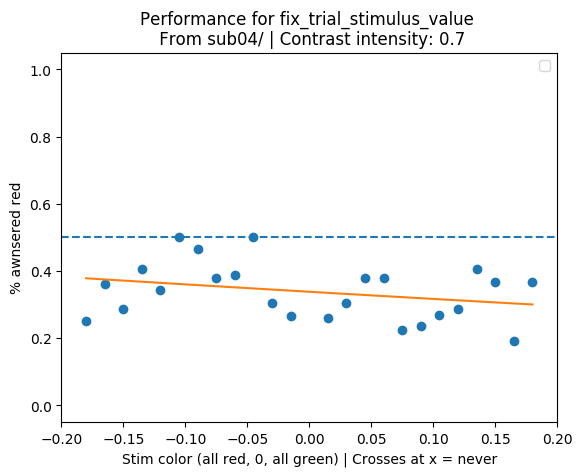 Performance for fix_trial_stimulus_value
From sub04/ | Contrast intensity: 0.7
1.0
0.8
0.6
0.4
0.2
0.0
% awnsered red
−0.20 −0.15 −0.10 −0.05 0.00 0.05 0.10 0.15 0.20
Stim color (all red, 0, all green) | Crosses at x = never